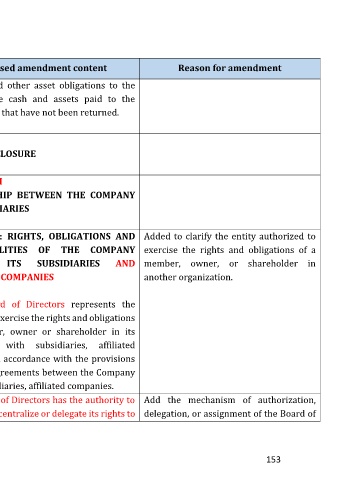 sed amendment content
Reason for amendment
d other asset obligations to the
e cash and assets paid to the
that have not been returned.
LOSURE
HIP BETWEEN THE COMPANY
IARIES
: RIGHTS, OBLIGATIONS AND
LITIES OF THE COMPANY
ITS SUBSIDIARIES AND
COMPANIES
d of Directors represents the
xercise the rights and obligations
r, owner or shareholder in its
with subsidiaries, affiliated
accordance with the provisions
greements between the Company
diaries, affiliated companies.
Added to clarify the entity authorized to
exercise the rights and obligations of a
member, owner, or shareholder in
another organization.
of Directors has the authority to
centralize or delegate its rights to
Add the mechanism of authorization,
delegation, or assignment of the Board of
153